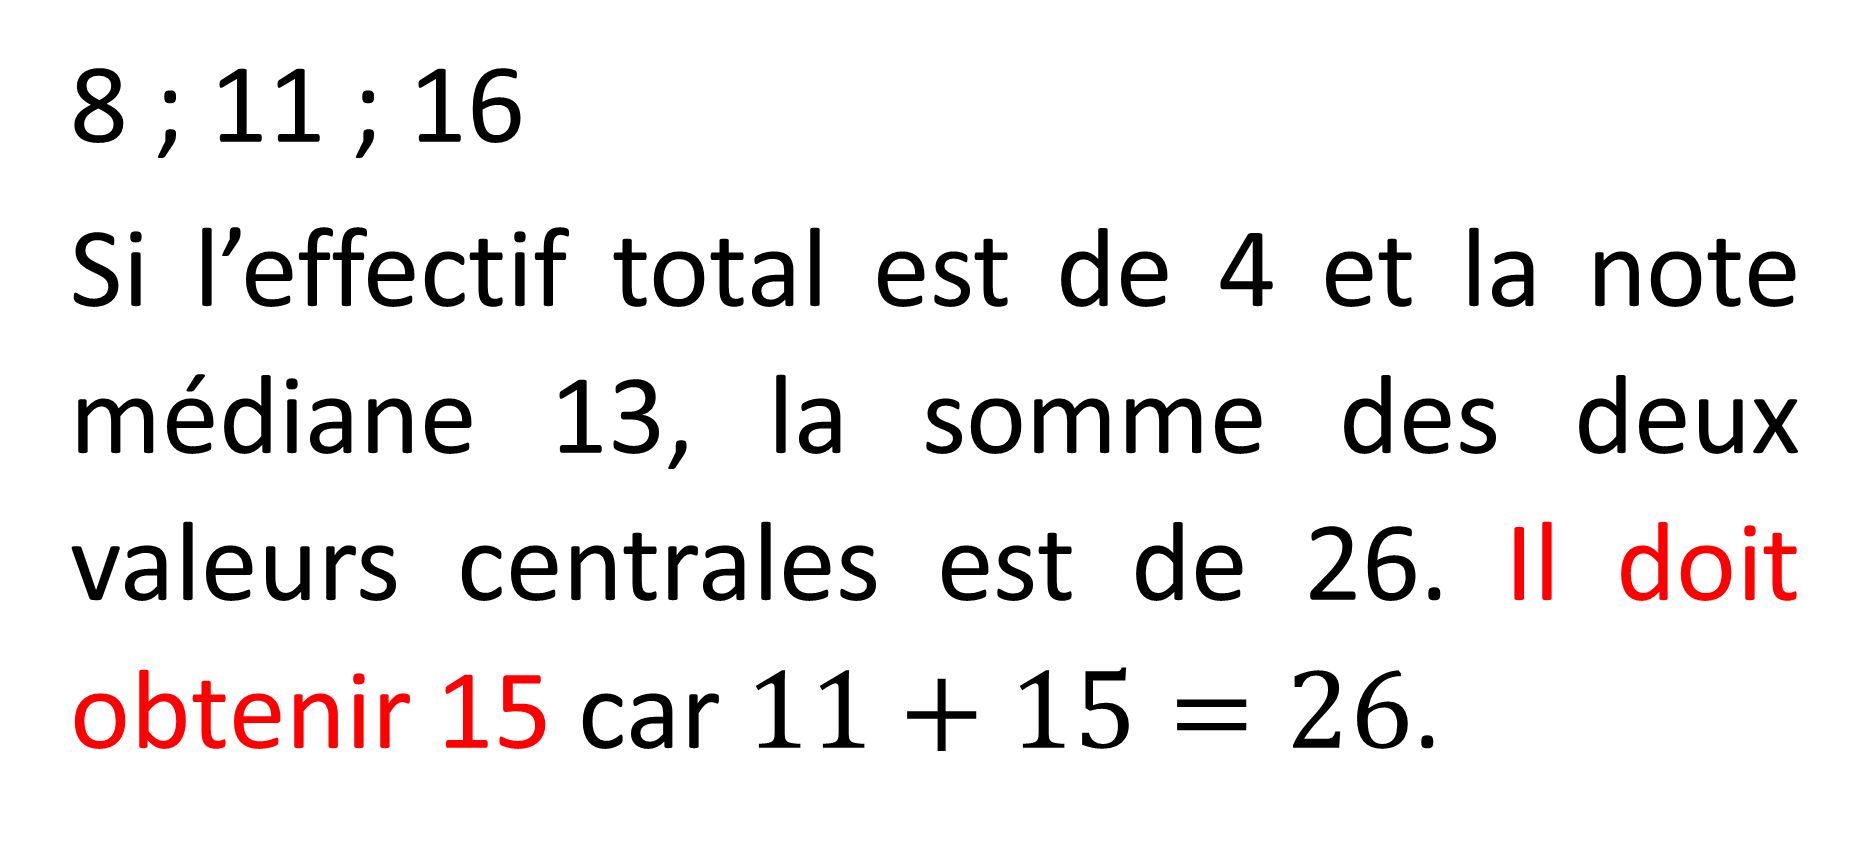 8 ; 11 ; 16
Si l’effectif total est de 4 et la note
médiane 13, la somme des deux
valeurs centrales est de 26. Il doit
obtenir 15 car 11 + 15 = 26.